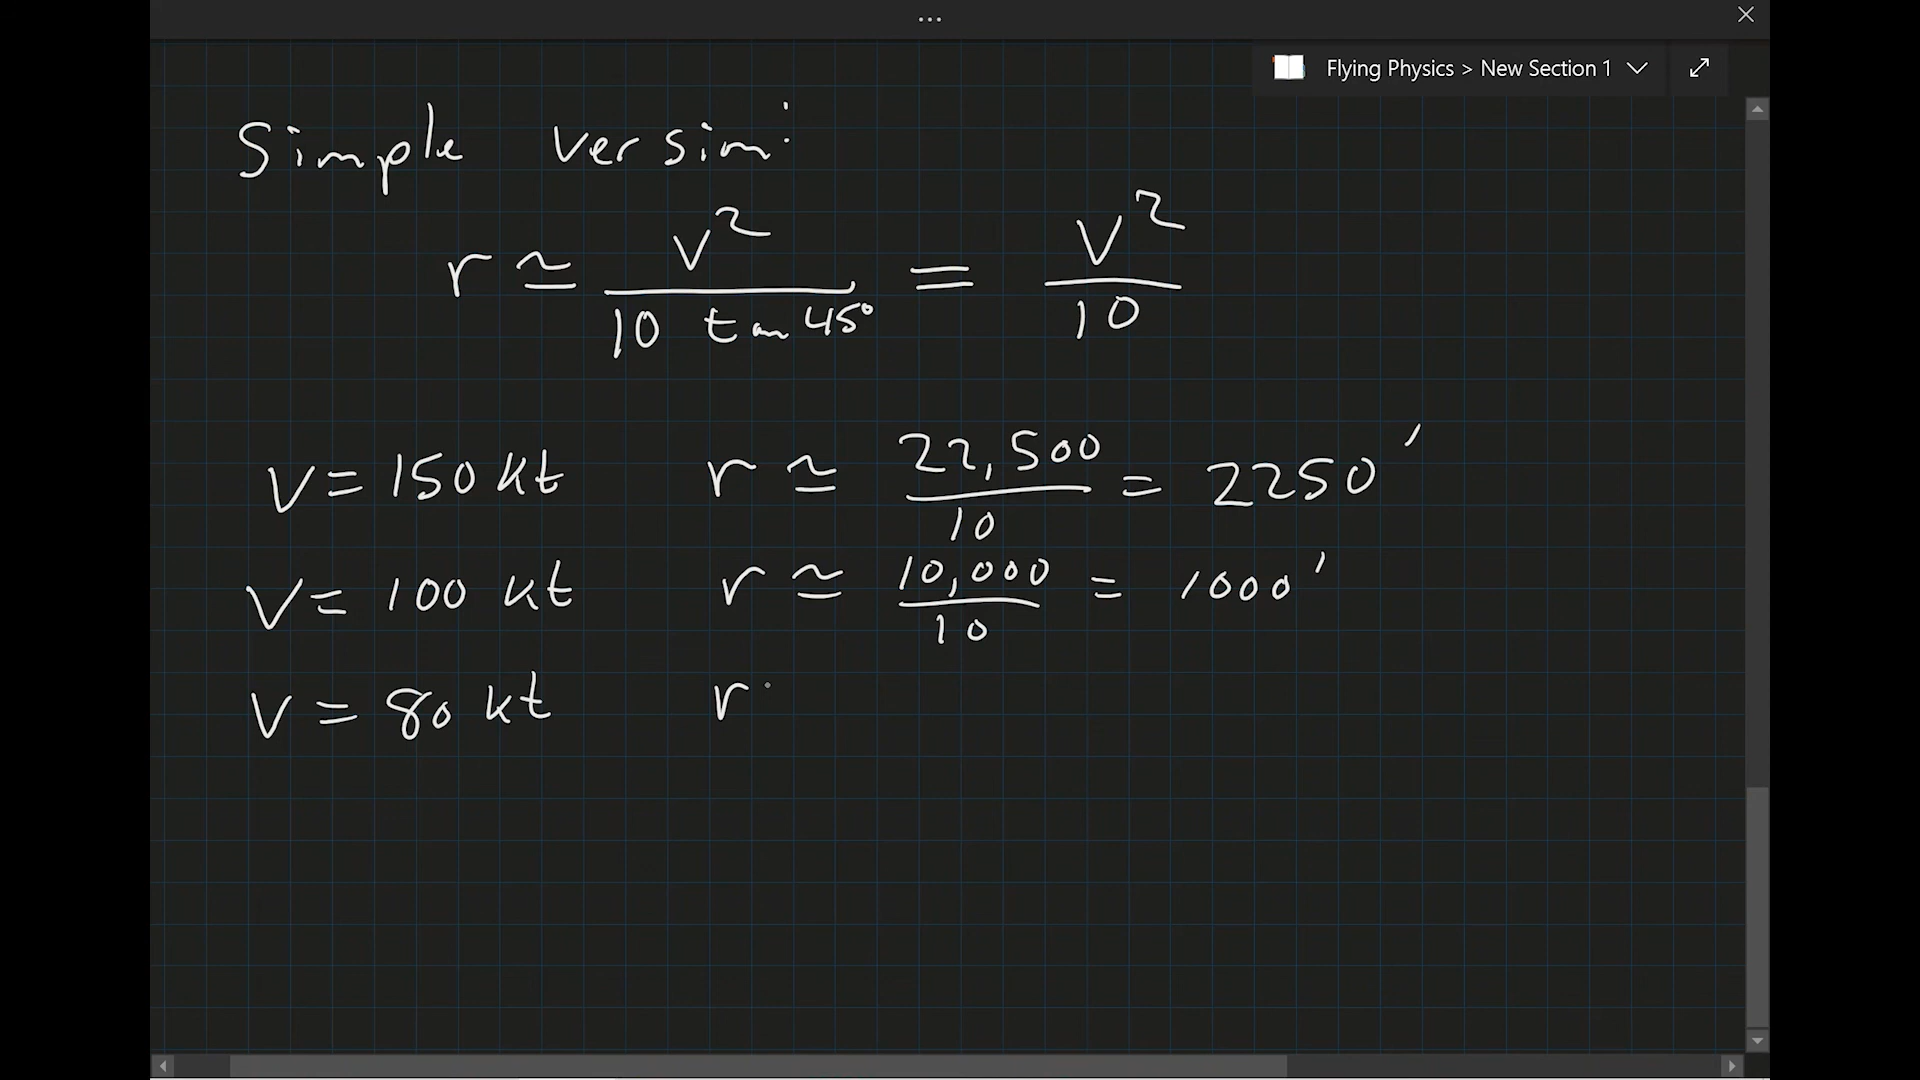 ...
Flying Physics > New Section 1
Simple version:
r ≃ v² / 10 tan 45° = v² / 10
V = 150 kt r ≃ 22,500 / 10 = 2250'
V = 100 kt r ≃ 10,000 / 10 = 1000'
V = 80 kt r